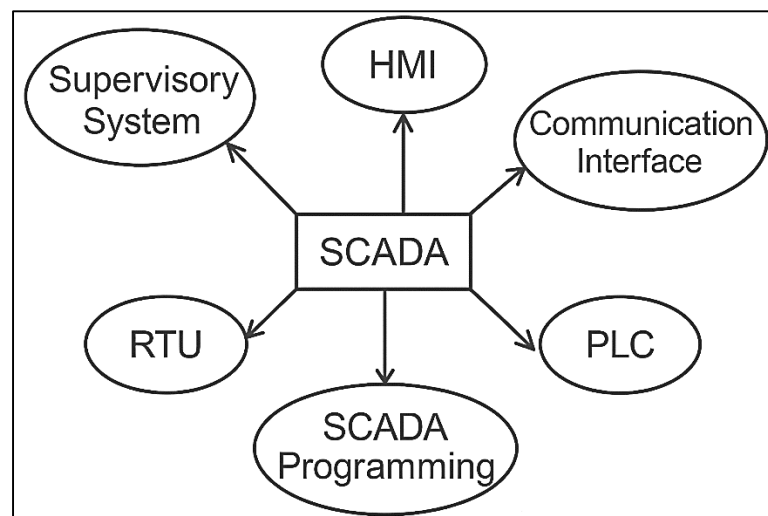 HMI
Supervisory
System
Communication
Interface
SCADA
RTU
PLC
SCADA
Programming